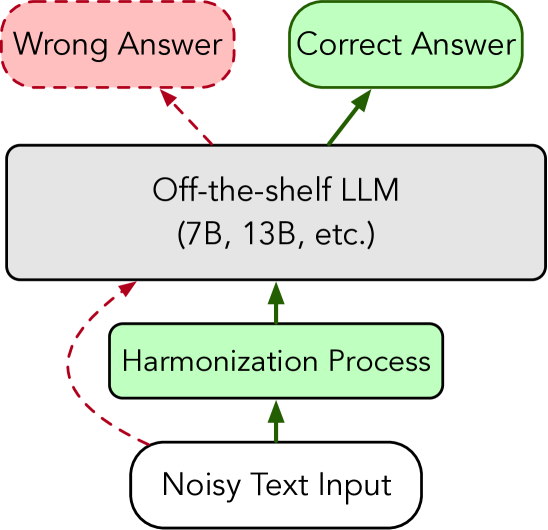 Wrong Answer
Correct Answer
Off-the-shelf LLM
(7B, 13B, etc.)
Harmonization Process
Noisy Text Input